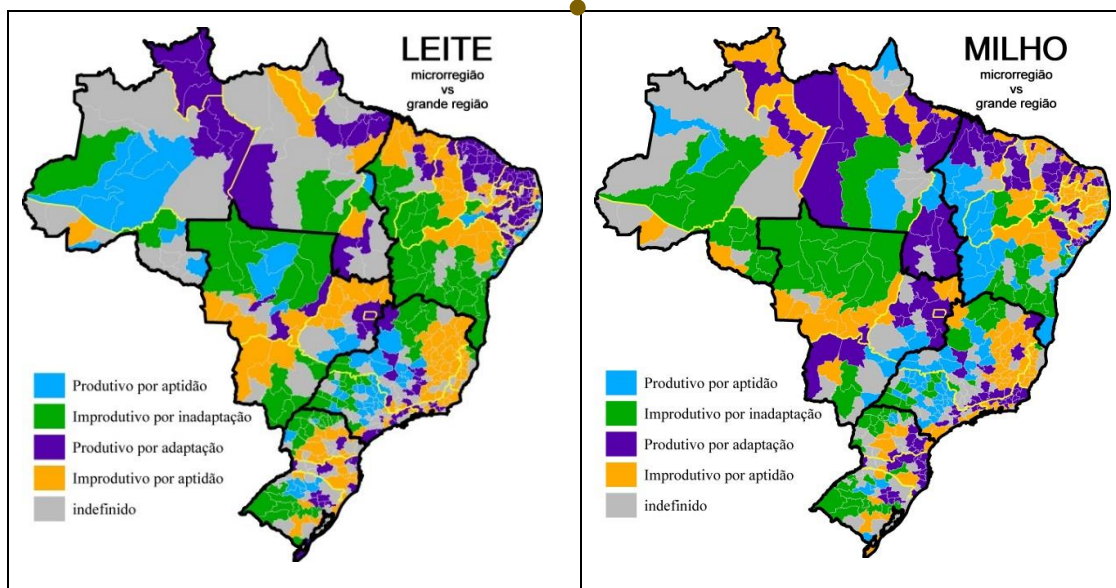 LEITE
microrregião
vs
grande região
Produtivo por aptidão
Improdutivo por inadaptação
Produtivo por adaptação
Improdutivo por aptidão
indefinido
MILHO
microrregião
vs
grande região
Produtivo por aptidão
Improdutivo por inadaptação
Produtivo por adaptação
Improdutivo por aptidão
indefinido